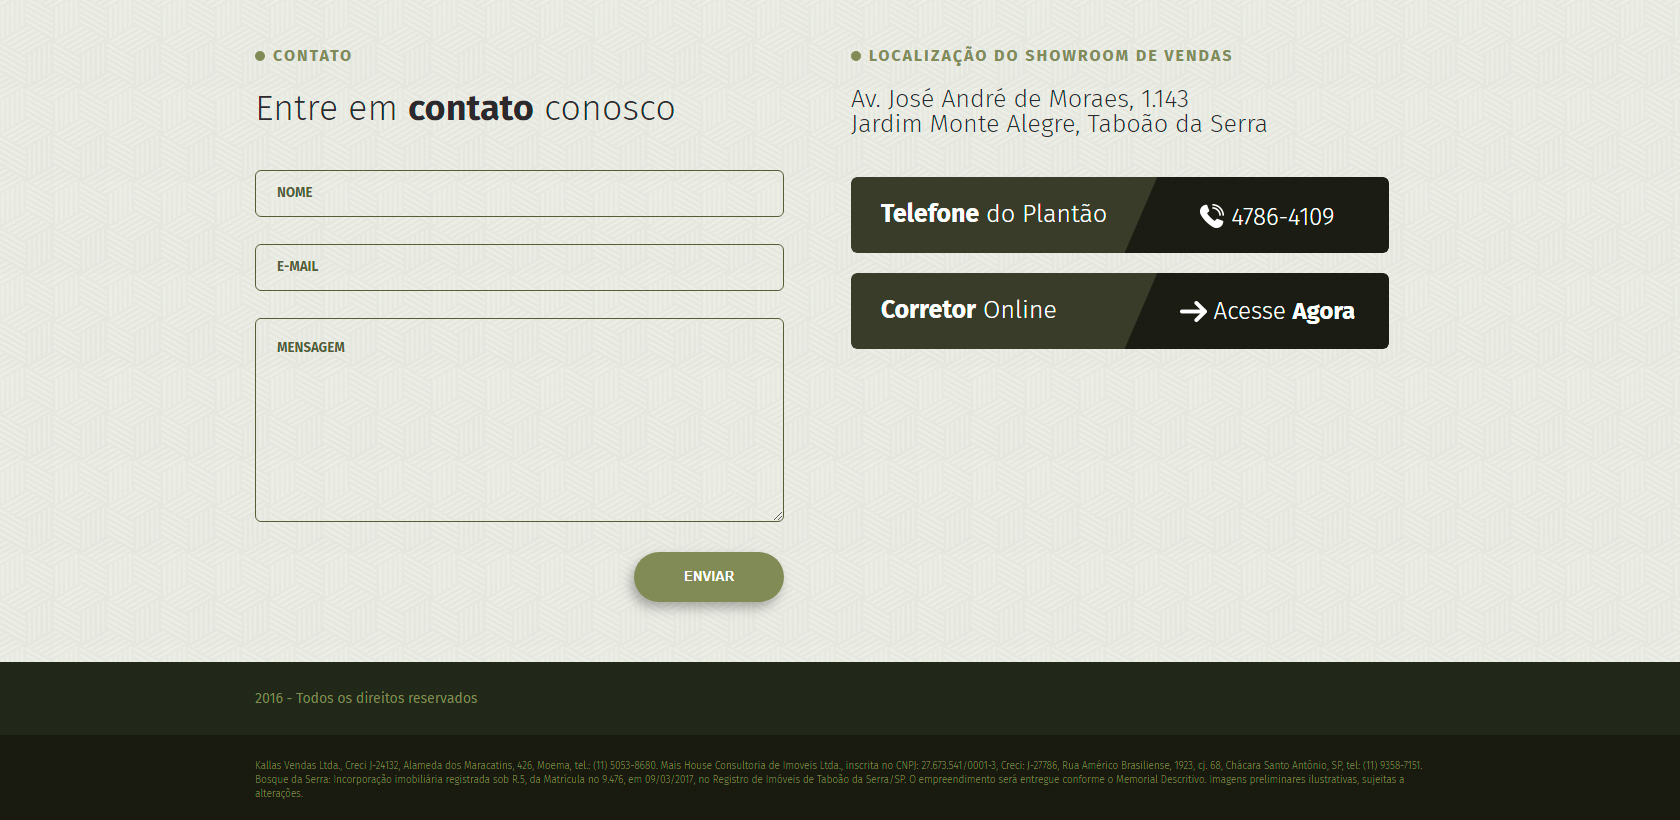 CONTATO
Entre em contato conosco
NOME
E-MAIL
MENSAGEM
ENVIAR
LOCALIZAÇÃO DO SHOWROOM DE VENDAS
Av. José André de Moraes, 1.143
Jardim Monte Alegre, Taboão da Serra
Telefone do Plantão 4786-4109
Corretor Online Acesse Agora
2016 - Todos os direitos reservados
Kallas Vendas Ltda., Creci J-24132, Alameda dos Maracatins, 426, Moema, tel.: (11) 5053-8680. Mais House Consultoria de Imoveis Ltda., inscrita no CNPJ: 27.673.541/0001-3, Creci: J-27786, Rua Américo Brasiliense, 1923, cj. 68, Chácara Santo Antônio, SP, tel: (11) 9358-7151.
Bosque da Serra: Incorporação imobiliária registrada sob R.5, da Matricula no 9.476, em 09/03/2017, no Registro de Imóveis de Taboão da Serra/SP. O empreendimento será entregue conforme o Memorial Descritivo. Imagens preliminares ilustrativas, sujeitas a
alterações.